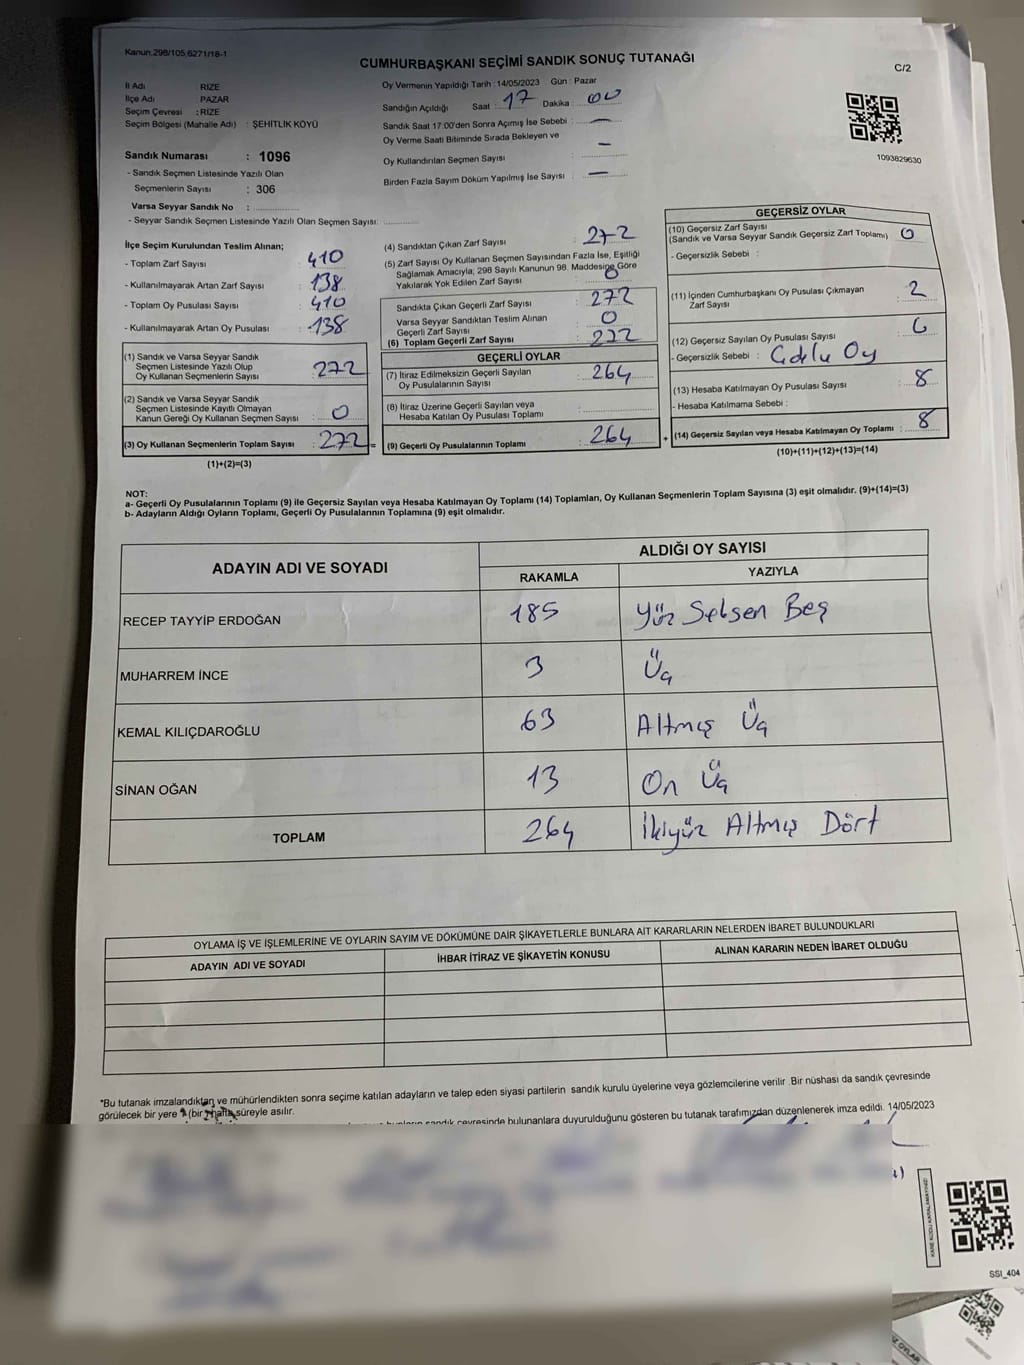 Kanun.298/105.6271/18-1
CUMHURBAŞKANI SEÇİMİ SANDIK SONUÇ TUTANAĞI
C/2
İl Adı RİZE
İlçe Adı PAZAR
Seçim Çevresi : RİZE
Seçim Bölgesi (Mahalle Adı) : ŞEHİTLİK KÖYÜ
Oy Vermenin Yapıldığı Tarih : 14/05/2023 Gün : Pazar
Sandığın Açıldığı Saat : 17 Dakika 00
Sandık Saat 17:00'den Sonra Açımış İse Sebebi : —
Oy Verme Saati Bitiminde Sırada Bekleyen ve
Oy Kullandırılan Seçmen Sayısı : —
Birden Fazla Sayım Döküm Yapılmış İse Sayısı : —
1093829630
Sandık Numarası : 1096
- Sandık Seçmen Listesinde Yazılı Olan
Seçmenlerin Sayısı : 306
Varsa Seyyar Sandık No :
- Seyyar Sandık Seçmen Listesinde Yazılı Olan Seçmen Sayısı:
İlçe Seçim Kurulundan Teslim Alınan;
- Toplam Zarf Sayısı : 410
- Kullanılmayarak Artan Zarf Sayısı : 138
- Toplam Oy Pusulası Sayısı : 410
- Kullanılmayarak Artan Oy Pusulası : 138
(1) Sandık ve Varsa Seyyar Sandık
Seçmen Listesinde Yazılı Olup
Oy Kullanan Seçmenlerin Sayısı : 272
(2) Sandık ve Varsa Seyyar Sandık
Seçmen Listesinde Kayıtlı Olmayan
Kanun Gereği Oy Kullanan Seçmen Sayısı : 0
(3) Oy Kullanan Seçmenlerin Toplam Sayısı : 272 =
(1)+(2)=(3)
(4) Sandıktan Çıkan Zarf Sayısı : 272
(5) Zarf Sayısı Oy Kullanan Seçmen Sayısından Fazla İse, Eşitliği
Sağlamak Amacıyla; 298 Sayılı Kanunun 98. Maddesine Göre
Yakılarak Yok Edilen Zarf Sayısı : 0
Sandıkta Çıkan Geçerli Zarf Sayısı : 272
Varsa Seyyar Sandıktan Teslim Alınan
Geçerli Zarf Sayısı : 0
(6) Toplam Geçerli Zarf Sayısı : 272
GEÇERLİ OYLAR
(7) İtiraz Edilmeksizin Geçerli Sayılan
Oy Pusulalarının Sayısı : 264
(8) İtiraz Üzerine Geçerli Sayılan veya
Hesaba Katılan Oy Pusulası Toplamı :
(9) Geçerli Oy Pusulalarının Toplamı : 264 +
GEÇERSİZ OYLAR
(10) Geçersiz Zarf Sayısı
(Sandık ve Varsa Seyyar Sandık Geçersiz Zarf Toplamı) : 0
- Geçersizlik Sebebi :
(11) İçinden Cumhurbaşkanı Oy Pusulası Çıkmayan
Zarf Sayısı : 2
(12) Geçersiz Sayılan Oy Pusulası Sayısı : 6
- Geçersizlik Sebebi : Oy
(13) Hesaba Katılmayan Oy Pusulası Sayısı : 8
- Hesaba Katılmama Sebebi :
(14) Geçersiz Sayılan veya Hesaba Katılmayan Oy Toplamı : 8
(10)+(11)+(12)+(13)=(14)
NOT:
a- Geçerli Oy Pusulalarının Toplamı (9) ile Geçersiz Sayılan veya Hesaba Katılmayan Oy Toplamı (14) Toplamları, Oy Kullanan Seçmenlerin Toplam Sayısına (3) eşit olmalıdır. (9)+(14)=(3)
b- Adayların Aldığı Oyların Toplamı, Geçerli Oy Pusulalarının Toplamına (9) eşit olmalıdır.
ADAYIN ADI VE SOYADI
ALDIĞI OY SAYISI
RAKAMLA YAZIYLA
RECEP TAYYİP ERDOĞAN 185 Yüz Seksen Beş
MUHARREM İNCE 3 Üç
KEMAL KILIÇDAROĞLU 63 Altmış Üç
SİNAN OĞAN 13 On Üç
TOPLAM 264 İkiyüz Altmış Dört
OYLAMA İŞ VE İŞLEMLERİNE VE OYLARIN SAYIM VE DÖKÜMÜNE DAİR ŞİKAYETLERLE BUNLARA AİT KARARLARIN NELERDEN İBARET BULUNDUKLARI
ADAYIN ADI VE SOYADI İHBAR İTİRAZ VE ŞİKAYETİN KONUSU ALINAN KARARIN NEDEN İBARET OLDUĞU
*Bu tutanak imzalandıktan ve mühürlendikten sonra seçime katılan adayların ve talep eden siyasi partilerin sandık kurulu üyelerine veya gözlemcilerine verilir .Bir nüshası da sandık çevresinde
görülecek bir yere 1 (bir) hafta süreyle asılır.
sandık çevresinde bulunanlara duyurulduğunu gösteren bu tutanak tarafımızdan düzenlenerek imza edildi. 14/05/2023
KARE KODU KARALAMAYINIZ!
SSI_404
Z OYLAR